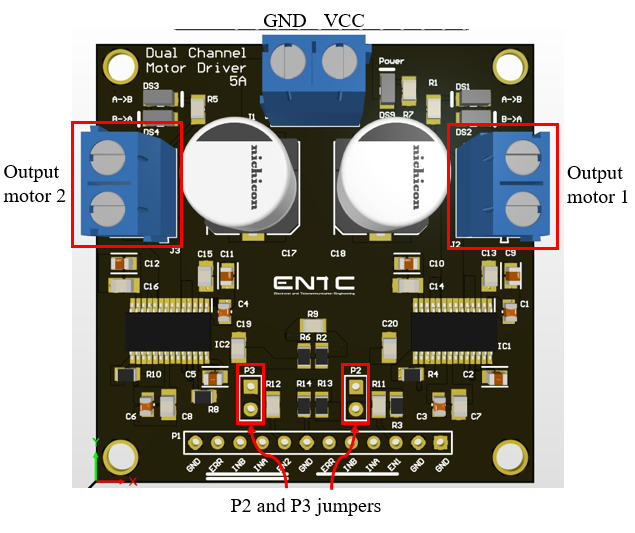 GND VCC
Dual Channel
Motor Driver
5A
Power
DS3
A->B
B->A
DS4
R5
J1
DS9
R7
R1
DS1
A->B
DS2
B->A
nichicon
nichicon
Output
motor 2
Output
motor 1
J3
C17
C18
J2
C12
C15
C11
C10
C13
C9
C16
C14
ENTC
Electronic and Telecommunication Engineering
C4
C1
IC2
C19
R9
R6
R2
C20
IC1
R10
C5
P3
P2
R4
C2
R8
R12
R14
R13
R11
C6
C8
C3
C7
R3
P1
GND ERR INB INA EN2 GND ERR INB INA EN1 GND GND
Y
X
P2 and P3 jumpers